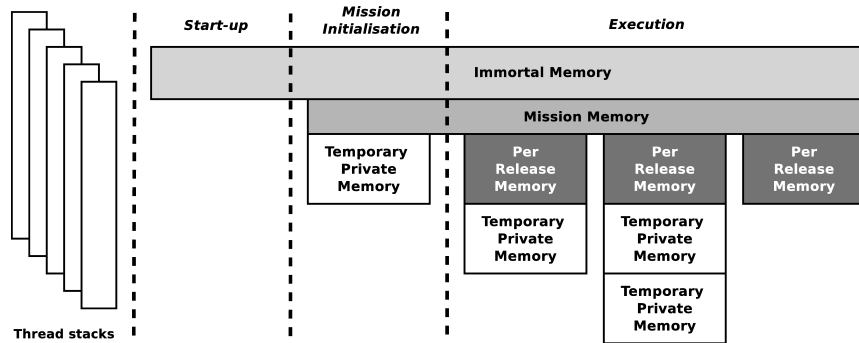 Start-up
Mission
Initialisation
Execution
Immortal Memory
Mission Memory
Temporary
Private
Memory
Per
Release
Memory
Per
Release
Memory
Per
Release
Memory
Temporary
Private
Memory
Temporary
Private
Memory
Temporary
Private
Memory
Thread stacks